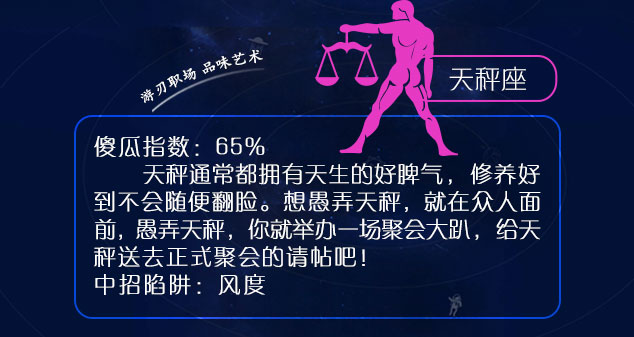 游刃职场 品味艺术
天秤座
傻瓜指数：65%
天秤通常都拥有天生的好脾气，修养好
到不会随便翻脸。想愚弄天秤，就在众人面
前，愚弄天秤，你就举办一场聚会大趴，给天
秤送去正式聚会的请帖吧！
中招陷阱：风度